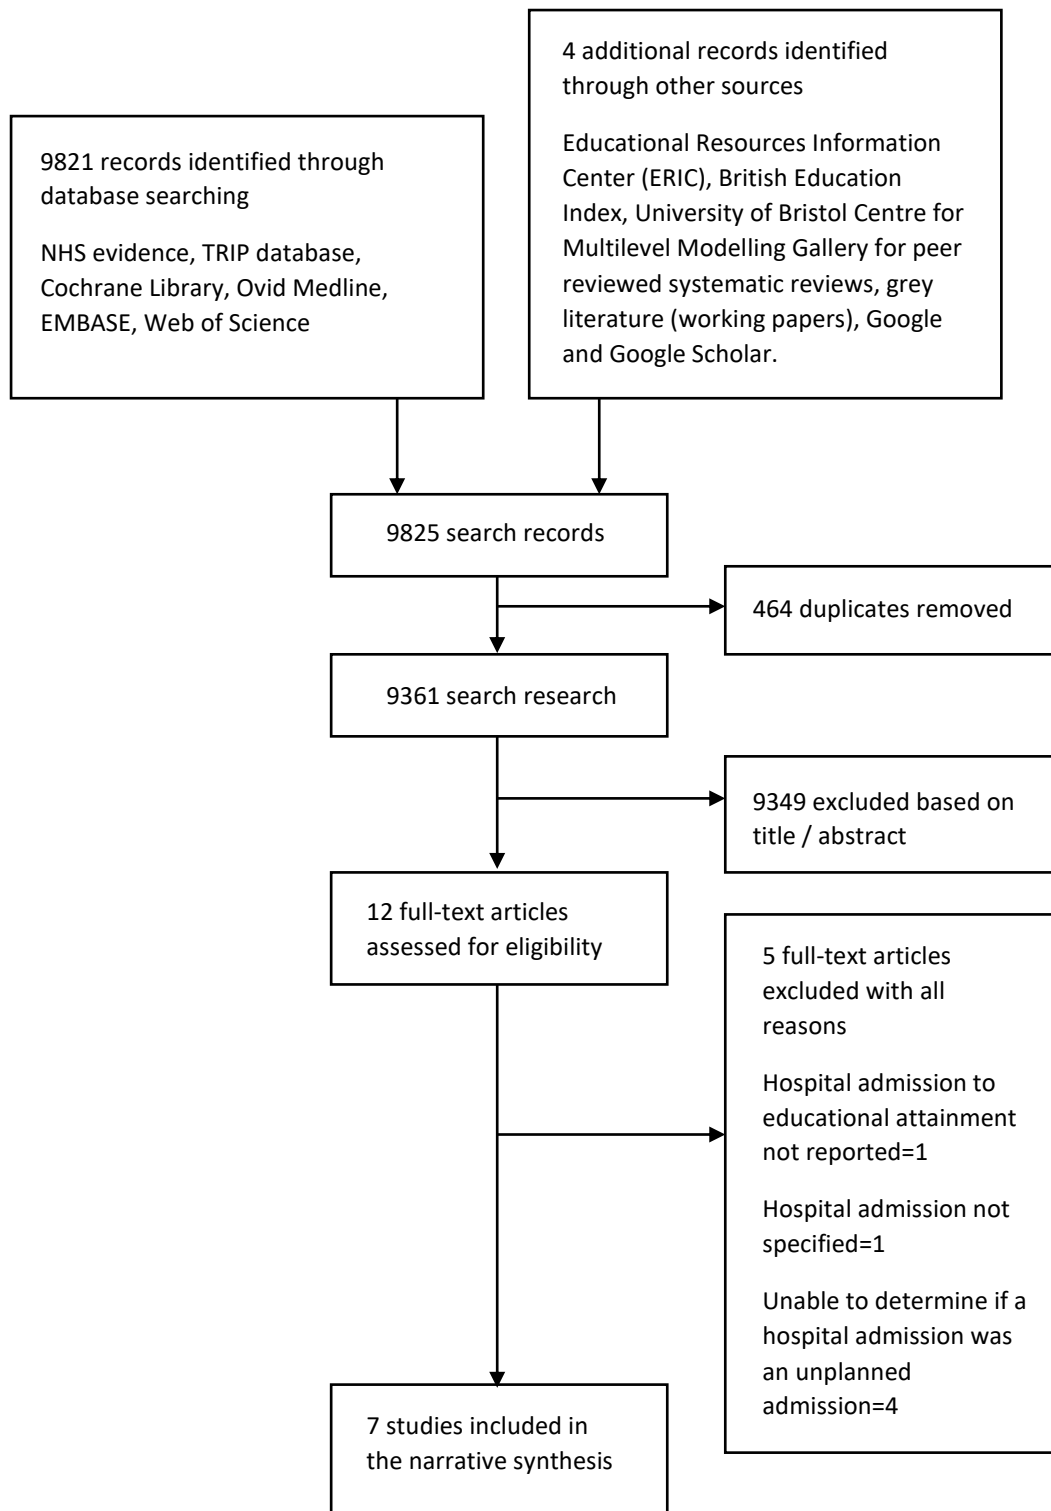 9821 records identified through
database searching
NHS evidence, TRIP database,
Cochrane Library, Ovid Medline,
EMBASE, Web of Science
4 additional records identified
through other sources
Educational Resources Information
Center (ERIC), British Education
Index, University of Bristol Centre for
Multilevel Modelling Gallery for peer
reviewed systematic reviews, grey
literature (working papers), Google
and Google Scholar.
9825 search records
464 duplicates removed
9361 search research
9349 excluded based on
title / abstract
12 full-text articles
assessed for eligibility
5 full-text articles
excluded with all
reasons
Hospital admission to
educational attainment
not reported=1
Hospital admission not
specified=1
Unable to determine if a
hospital admission was
an unplanned
admission=4
7 studies included in
the narrative synthesis